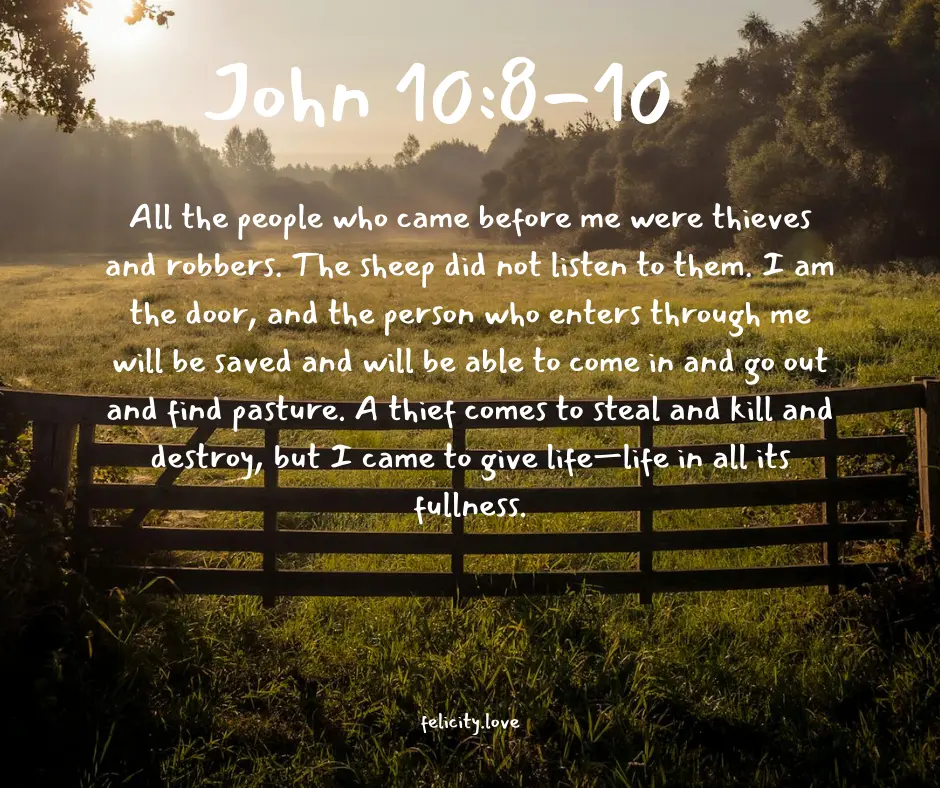 John 10:8-10
All the people who came before me were thieves
and robbers. The sheep did not listen to them. I am
the door, and the person who enters through me
will be saved and will be able to come in and go out
and find pasture. A thief comes to steal and kill and
destroy, but I came to give life—life in all its
fullness.
felicity.love